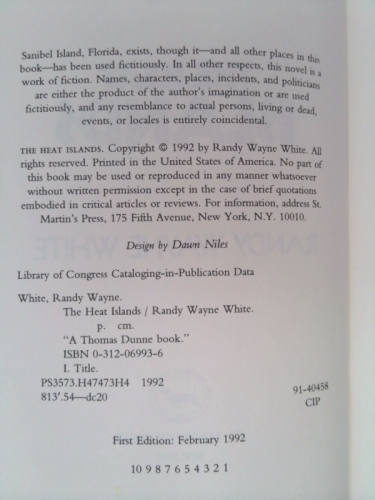 Sanibel Island, Florida, exists, though it—and all other places in this
book—has been used fictitiously. In all other respects, this novel is a
work of fiction. Names, characters, places, incidents, and politicians
are either the product of the author's imagination or are used
fictitiously, and any resemblance to actual persons, living or dead,
events, or locales is entirely coincidental.
THE HEAT ISLANDS. Copyright © 1992 by Randy Wayne White. All
rights reserved. Printed in the United States of America. No part of
this book may be used or reproduced in any manner whatsoever
without written permission except in the case of brief quotations
embodied in critical articles or reviews. For information, address St.
Martin's Press, 175 Fifth Avenue, New York, N.Y. 10010.
Design by Dawn Niles
Library of Congress Cataloging-in-Publication Data
White, Randy Wayne.
The Heat Islands / Randy Wayne White.
p. cm.
"A Thomas Dunne book."
ISBN 0-312-06993-6
I. Title.
PS3573.H47473H4 1992
813'.54—dc20
91-40458
CIP
First Edition: February 1992
10 9 8 7 6 5 4 3 2 1